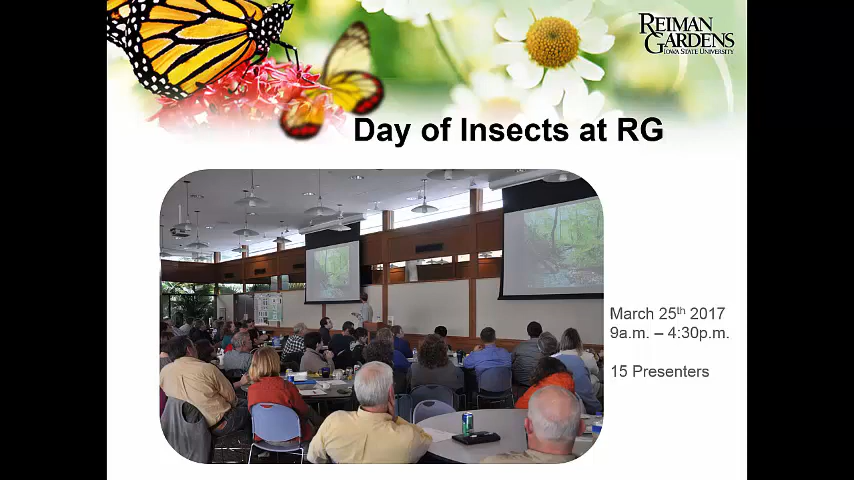 REIMAN
GARDENS
IOWA STATE UNIVERSITY
Day of Insects at RG
March 25th 2017
9a.m. – 4:30p.m.
15 Presenters